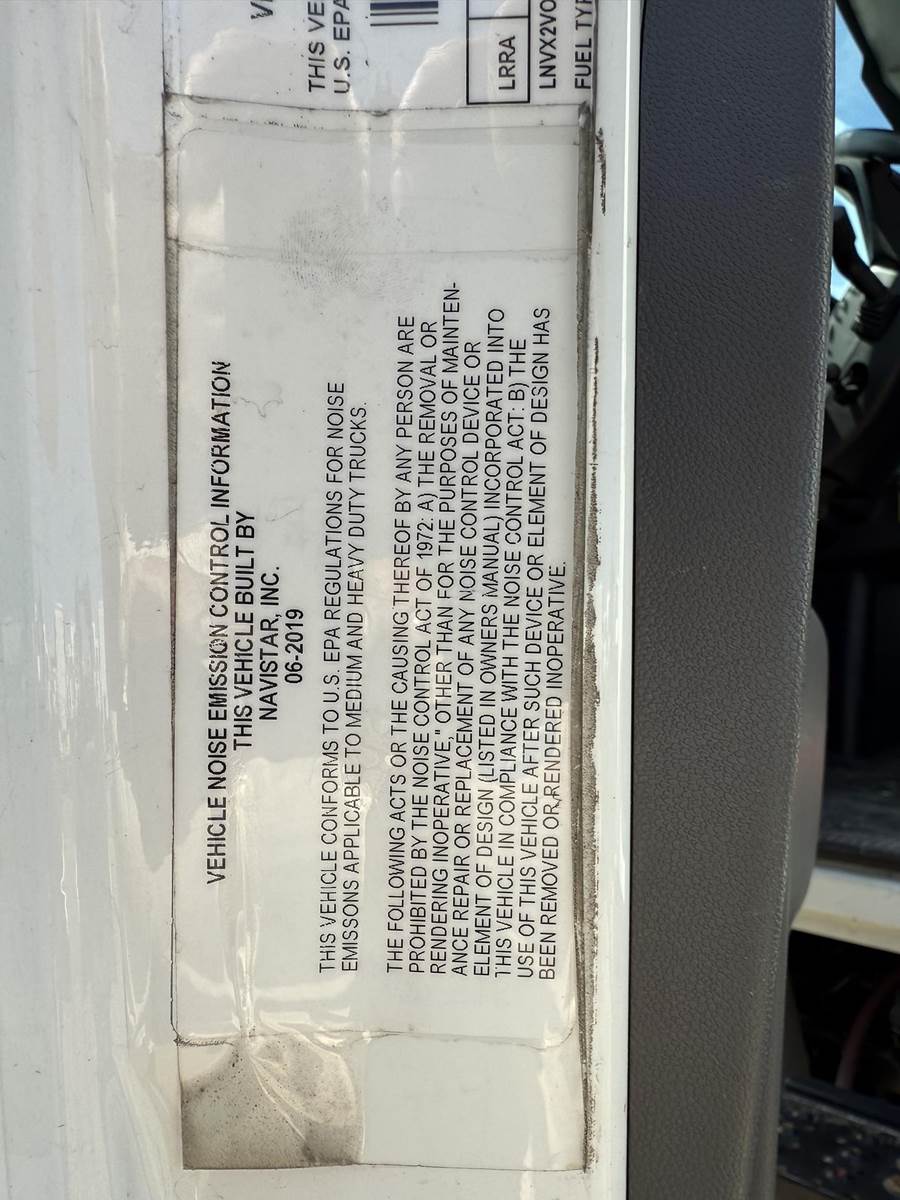 VEHICLE NOISE EMISSION CONTROL INFORMATION
THIS VEHICLE BUILT BY
NAVISTAR, INC.
06-2019
THIS VEHICLE CONFORMS TO U.S. EPA REGULATIONS FOR NOISE
EMISSONS APPLICABLE TO MEDIUM AND HEAVY DUTY TRUCKS.
THE FOLLOWING ACTS OR THE CAUSING THEREOF BY ANY PERSON ARE
PROHIBITED BY THE NOISE CONTROL ACT OF 1972: A) THE REMOVAL OR
RENDERING INOPERATIVE," OTHER THAN FOR THE PURPOSES OF MAINTEN-
ANCE REPAIR OR REPLACEMENT OF ANY NOISE CONTROL DEVICE OR
ELEMENT OF DESIGN (LISTED IN OWNERS MANUAL) INCORPORATED INTO
THIS VEHICLE IN COMPLIANCE WITH THE NOISE CONTROL ACT: B) THE
USE OF THIS VEHICLE AFTER SUCH DEVICE OR ELEMENT OF DESIGN HAS
BEEN REMOVED OR RENDERED INOPERATIVE.
THIS VE
U.S. EPA
LRRA
LNVX2VO
FUEL TYP